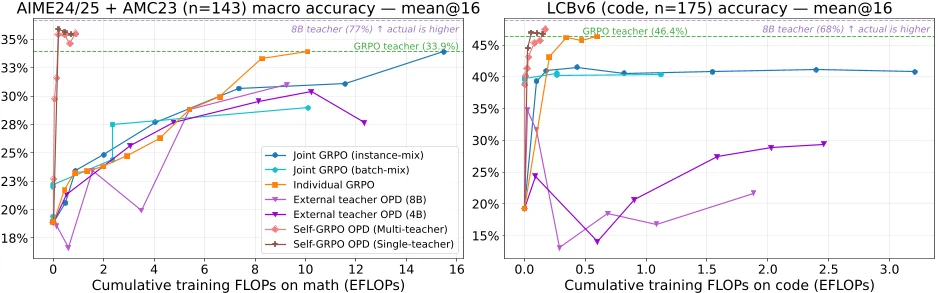 AIME24/25 + AMC23 (n=143) macro accuracy — mean@16
8B teacher (77%) ↑ actual is higher
GRPO teacher (33.9%)
35%
33%
30%
28%
25%
23%
20%
18%
Joint GRPO (instance-mix)
Joint GRPO (batch-mix)
Individual GRPO
External teacher OPD (8B)
External teacher OPD (4B)
Self-GRPO OPD (Multi-teacher)
Self-GRPO OPD (Single-teacher)
0 2 4 6 8 10 12 14 16
Cumulative training FLOPs on math (EFLOPs)
LCBv6 (code, n=175) accuracy — mean@16
8B teacher (68%) ↑ actual is higher
GRPO teacher (46.4%)
45%
40%
35%
30%
25%
20%
15%
0.0 0.5 1.0 1.5 2.0 2.5 3.0
Cumulative training FLOPs on code (EFLOPs)